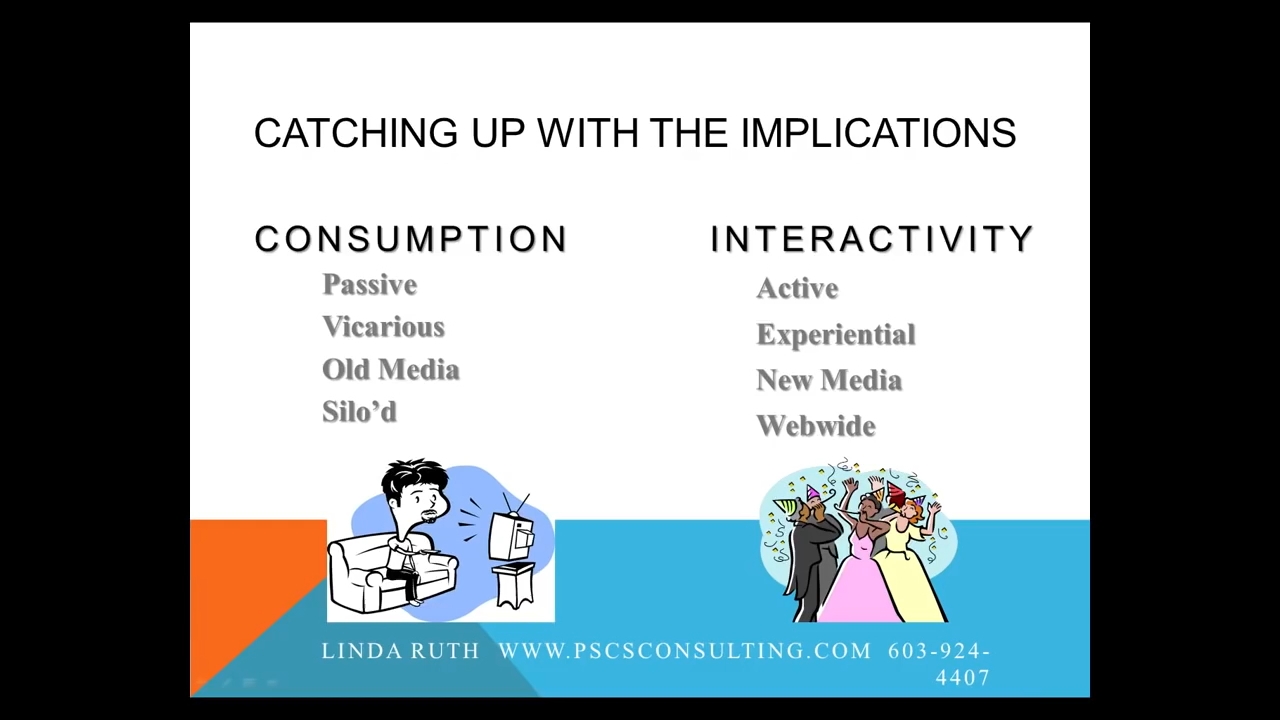 CATCHING UP WITH THE IMPLICATIONS
CONSUMPTION
Passive
Vicarious
Old Media
Silo’d
INTERACTIVITY
Active
Experiential
New Media
Webwide
LINDA RUTH WWW.PSCSCONSULTING.COM 603-924-
4407